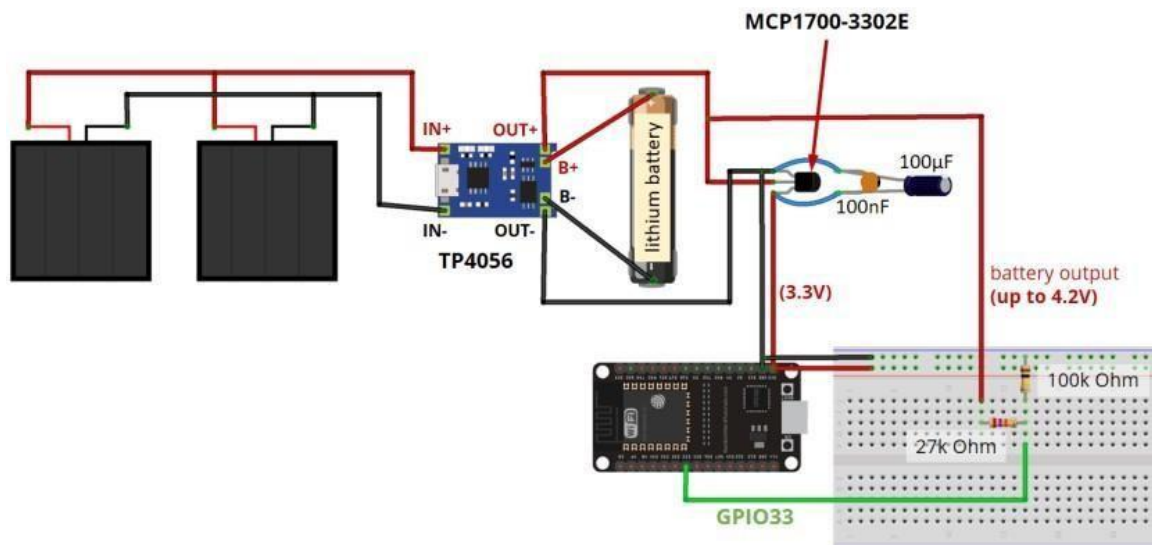 MCP1700-3302E
IN+
OUT+
B+
B-
IN-
OUT-
TP4056
lithium battery
100µF
100nF
(3.3V)
battery output
(up to 4.2V)
WiFi
100k Ohm
27k Ohm
GPIO33